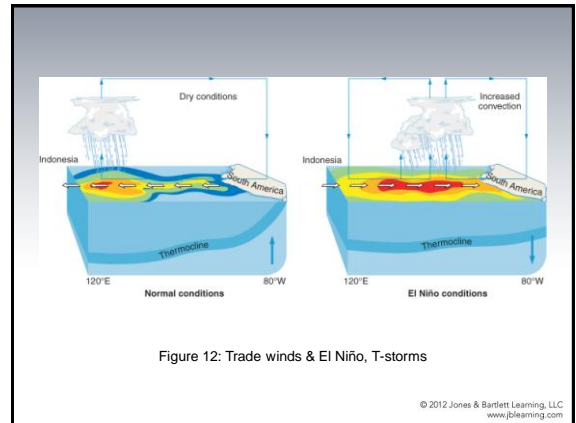 Dry conditions
Indonesia
South America
Thermocline
120°E
80°W
Normal conditions
Increased
convection
Indonesia
South America
Thermocline
120°E
80°W
El Niño conditions
Figure 12: Trade winds & El Niño, T-storms
© 2012 Jones & Bartlett Learning, LLC
www.jblearning.com